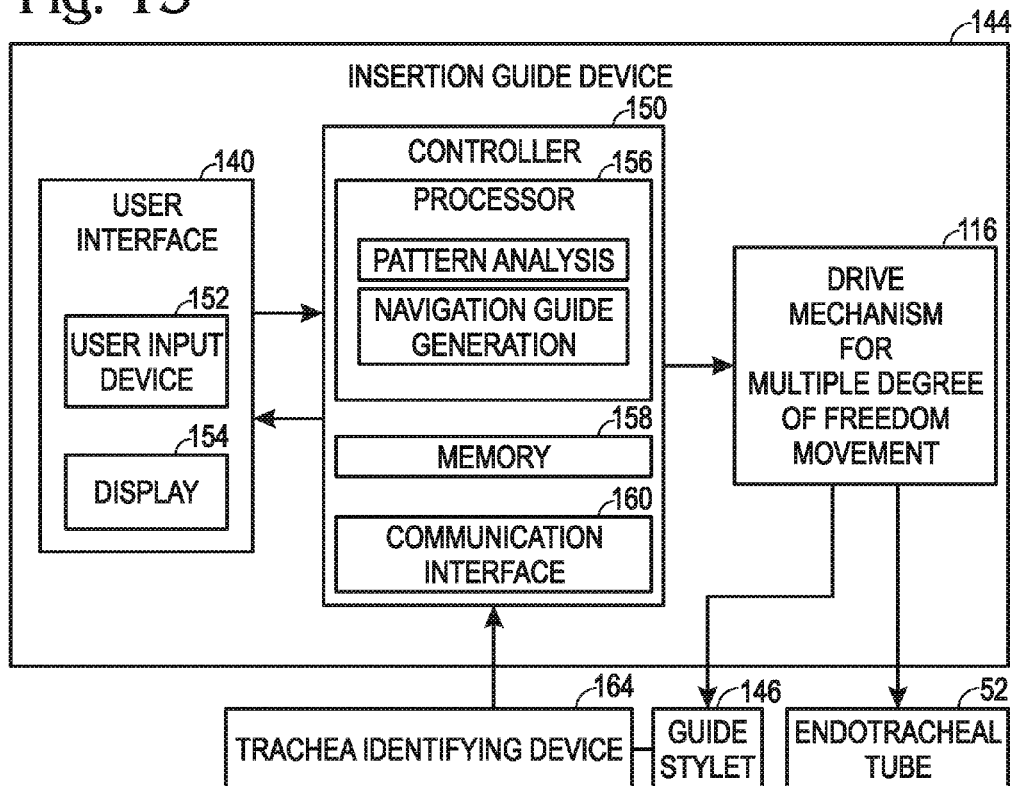 Fig. 13
144
INSERTION GUIDE DEVICE
150
CONTROLLER
140
USER
INTERFACE
152
USER INPUT
DEVICE
154
DISPLAY
156
PROCESSOR
PATTERN ANALYSIS
NAVIGATION GUIDE
GENERATION
158
MEMORY
160
COMMUNICATION
INTERFACE
116
DRIVE
MECHANISM
FOR
MULTIPLE DEGREE
OF FREEDOM
MOVEMENT
164
TRACHEA IDENTIFYING DEVICE
146
GUIDE
STYLET
52
ENDOTRACHEAL
TUBE